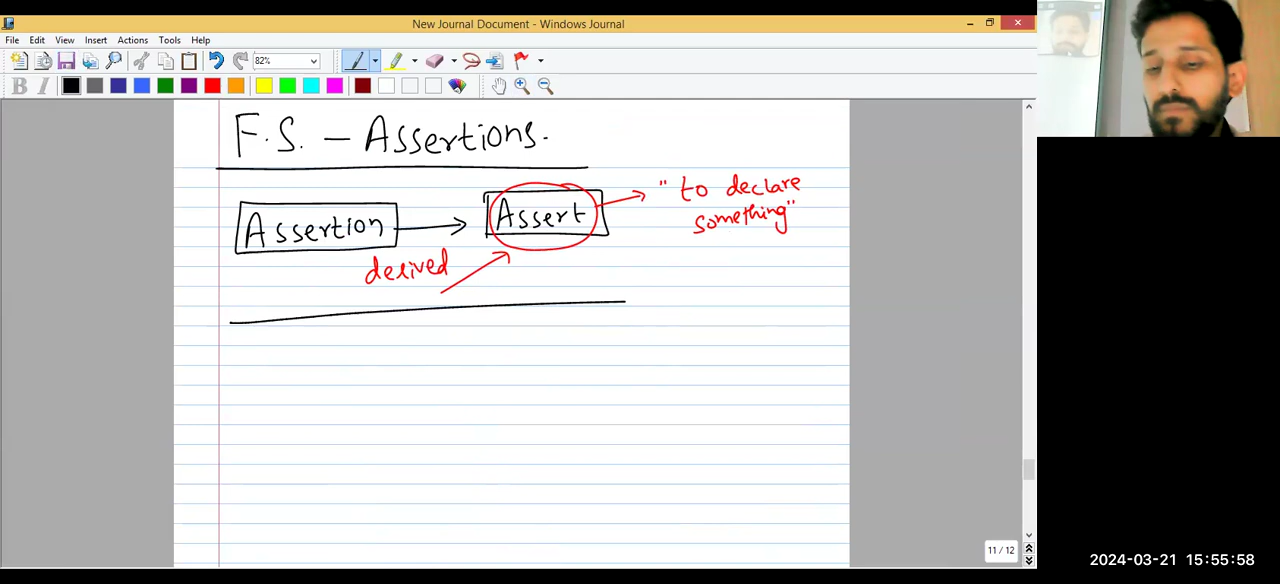 New Journal Document - Windows Journal
File Edit View Insert Actions Tools Help
82%
B I
F.S. - Assertions.
Assertion
Assert
" to declare
something"
derived
11 / 12
2024-03-21 15:55:58